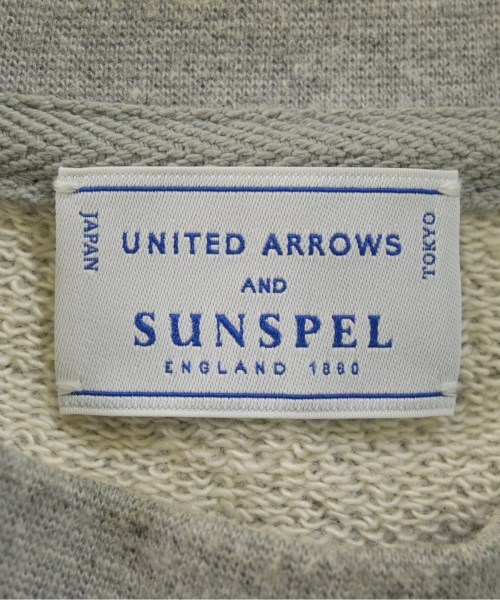 JAPAN
UNITED ARROWS
AND
SUNSPEL
ENGLAND 1860
TOKYO